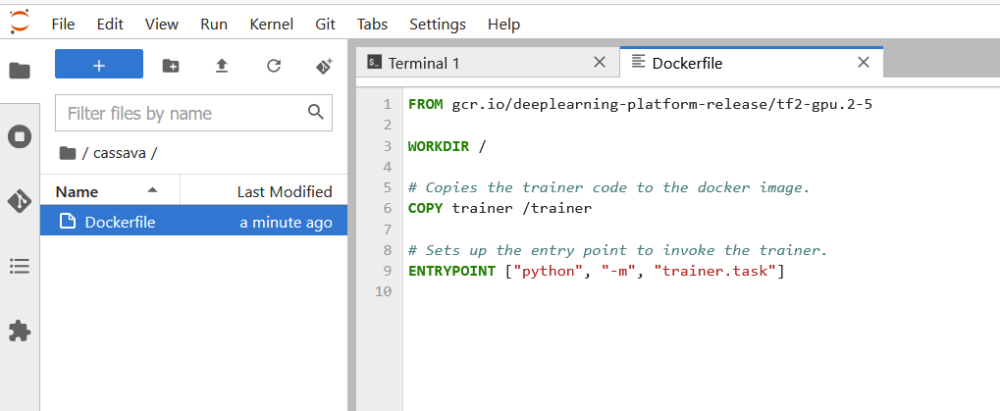 File Edit View Run Kernel Git Tabs Settings Help
+
Filter files by name
/ cassava /
Name Last Modified
Dockerfile a minute ago
$_ Terminal 1
Dockerfile
1 FROM gcr.io/deeplearning-platform-release/tf2-gpu.2-5
2
3 WORKDIR /
4
5 # Copies the trainer code to the docker image.
6 COPY trainer /trainer
7
8 # Sets up the entry point to invoke the trainer.
9 ENTRYPOINT ["python", "-m", "trainer.task"]
10